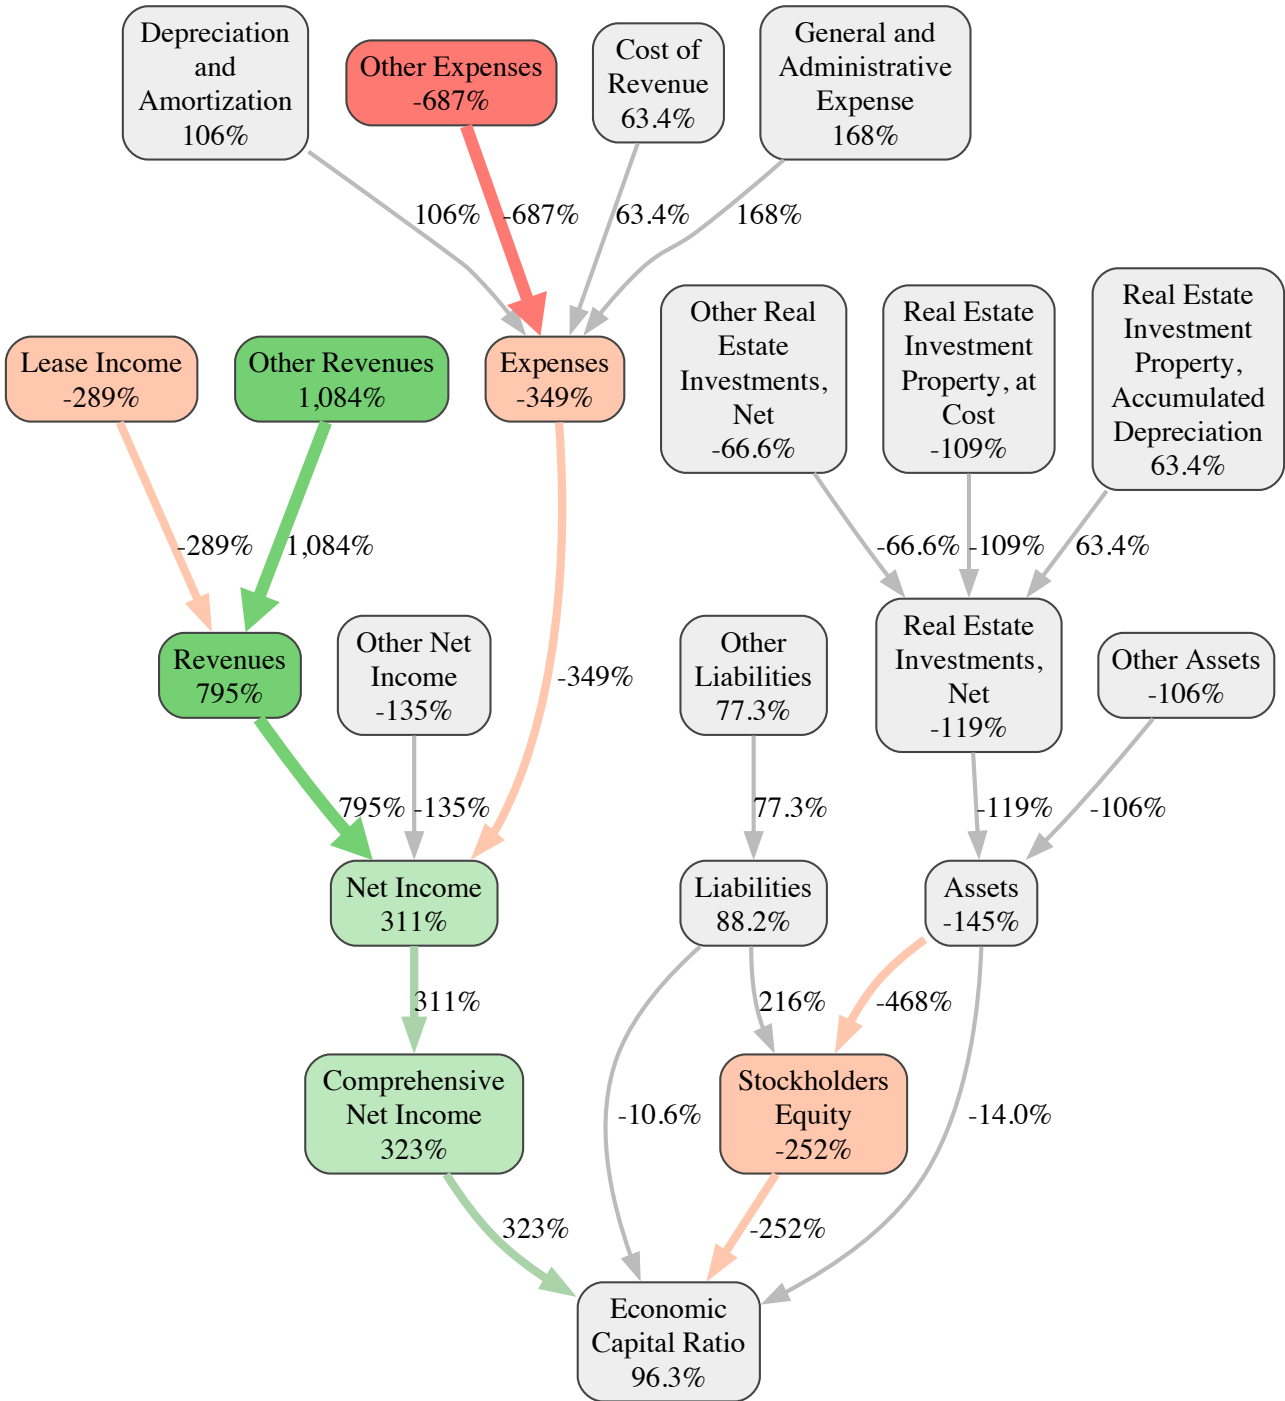 Depreciation
and
Amortization
106%
Other Expenses
-687%
Cost of
Revenue
63.4%
General and
Administrative
Expense
168%
106%
-687%
63.4%
168%
Lease Income
-289%
Other Revenues
1,084%
Expenses
-349%
Other Real
Estate
Investments,
Net
-66.6%
Real Estate
Investment
Property, at
Cost
-109%
Real Estate
Investment
Property,
Accumulated
Depreciation
63.4%
-289%
1,084%
-66.6%
-109%
63.4%
Revenues
795%
Other Net
Income
-135%
-349%
Other
Liabilities
77.3%
Real Estate
Investments,
Net
-119%
Other Assets
-106%
795%
-135%
77.3%
-119%
-106%
Net Income
311%
Liabilities
88.2%
Assets
-145%
311%
216%
-468%
Comprehensive
Net Income
323%
-10.6%
Stockholders
Equity
-252%
-14.0%
323%
-252%
Economic
Capital Ratio
96.3%